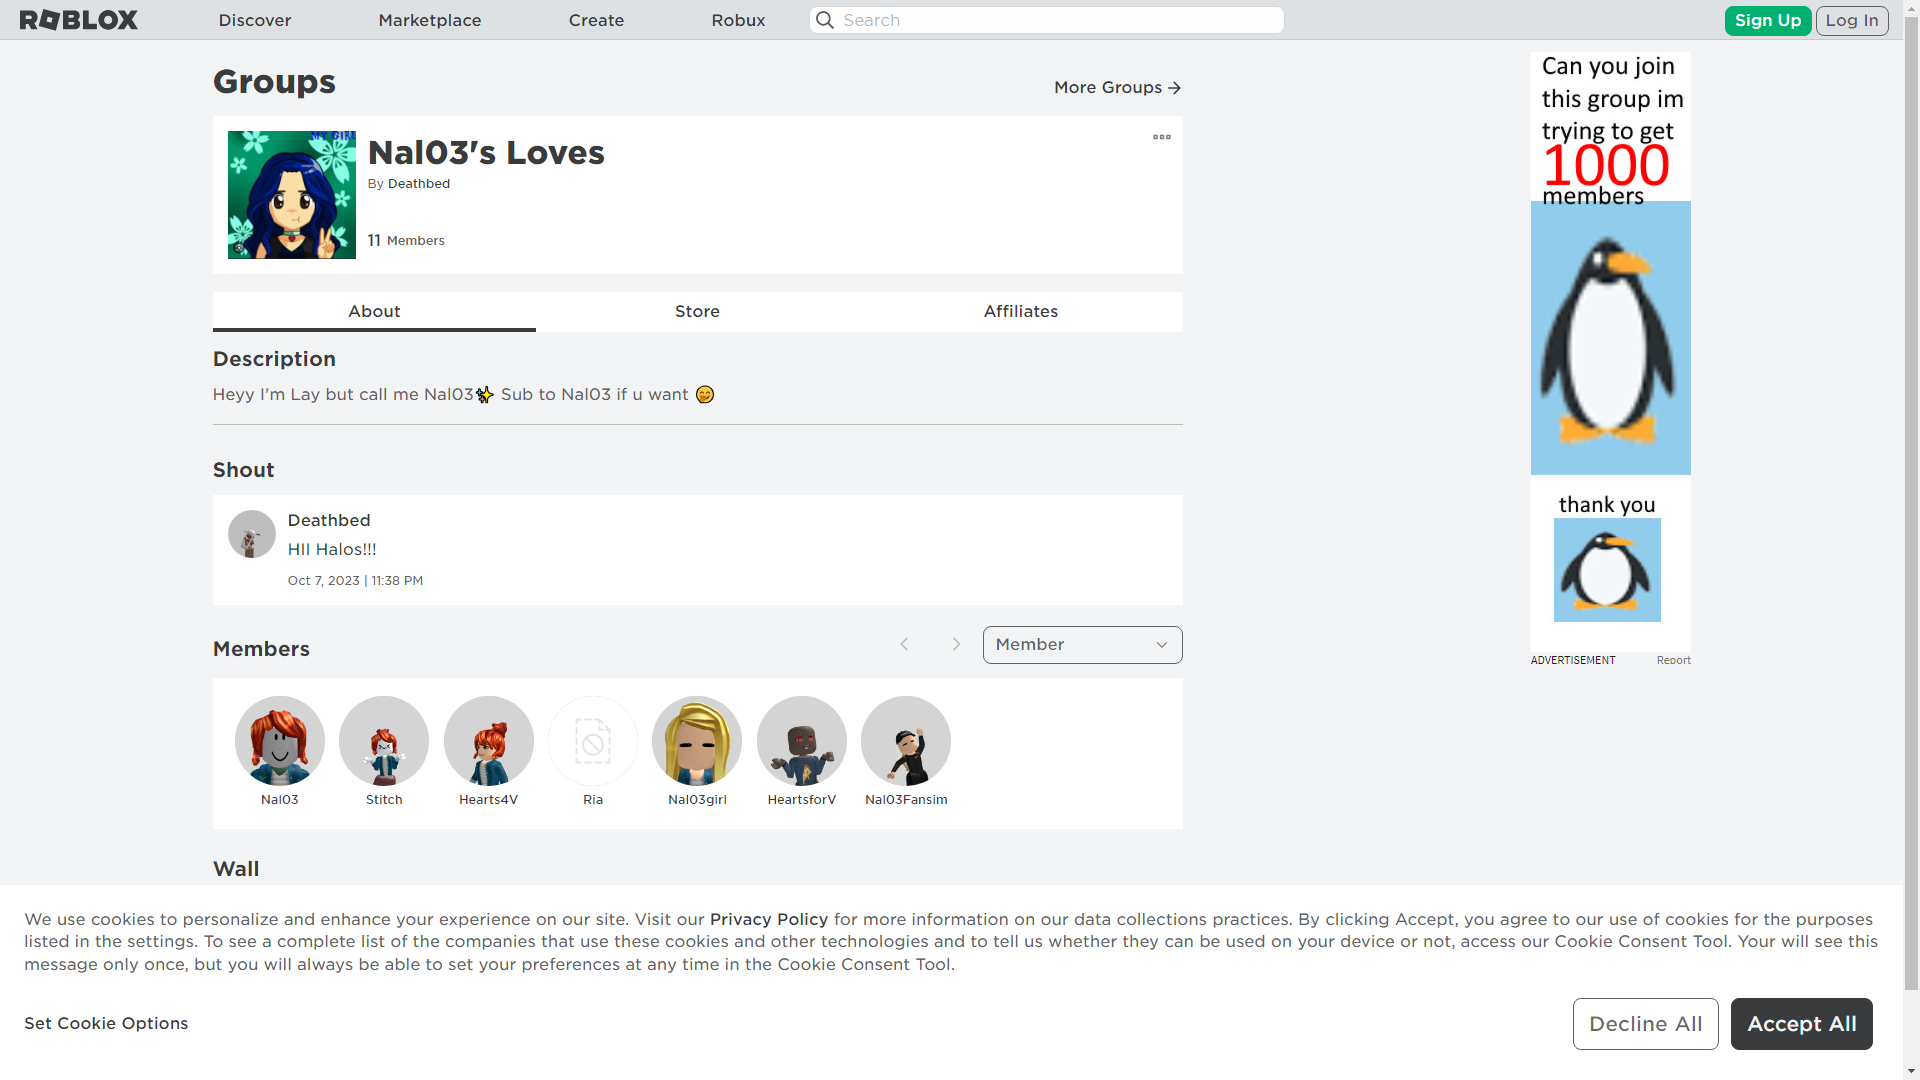 ROBLOX
Discover
Marketplace
Create
Robux
Search
Sign Up
Log In
Groups
More Groups
MY GIRL
Nal03's Loves
By Deathbed
11 Members
About
Store
Affiliates
Description
Heyy I'm Lay but call me Nal03✨ Sub to Nal03 if u want 😋
Shout
Deathbed
HII Halos!!!
Oct 7, 2023 | 11:38 PM
Members
Member
Nal03
Stitch
Hearts4V
Ria
Nal03girl
HeartsforV
Nal03Fansim
Wall
Can you join
this group im
trying to get
1000
members
thank you
ADVERTISEMENT
Report
We use cookies to personalize and enhance your experience on our site. Visit our Privacy Policy for more information on our data collections practices. By clicking Accept, you agree to our use of cookies for the purposes
listed in the settings. To see a complete list of the companies that use these cookies and other technologies and to tell us whether they can be used on your device or not, access our Cookie Consent Tool. Your will see this
message only once, but you will always be able to set your preferences at any time in the Cookie Consent Tool.
Set Cookie Options
Decline All
Accept All